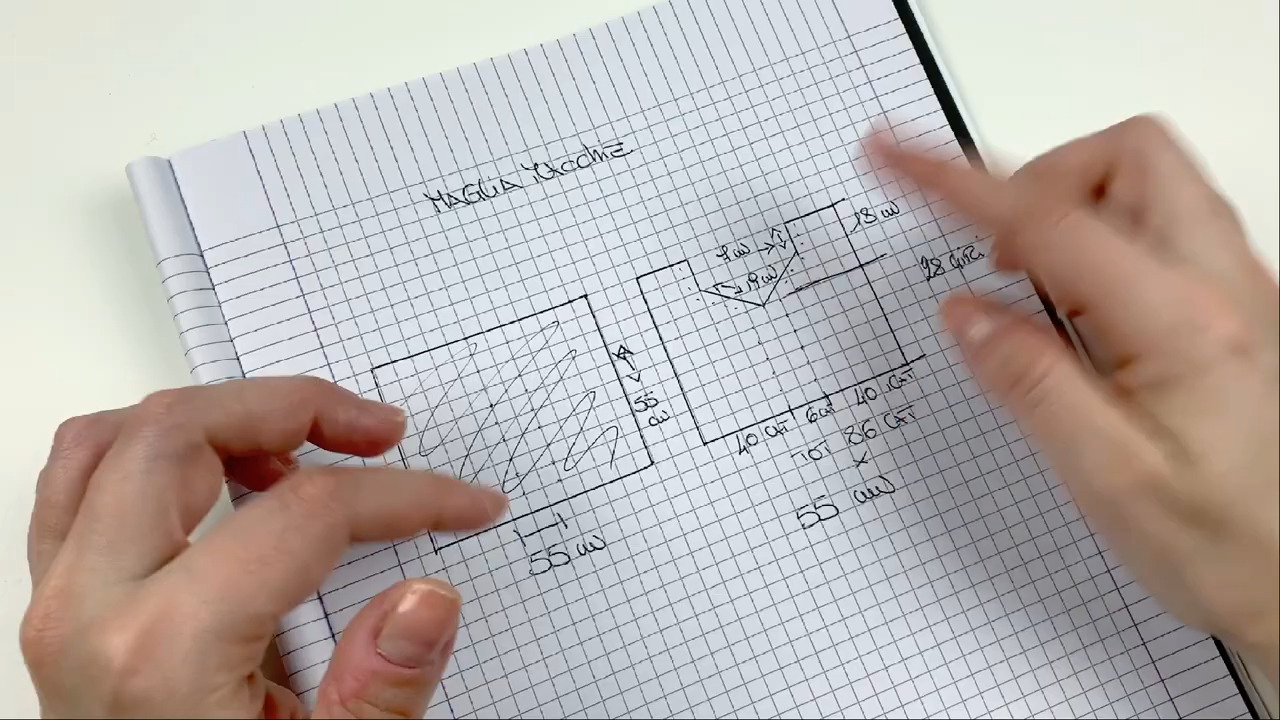 MAGLIA
18 cm
28 GIRI
55
cm
40 CAT 6 CAT 40 CAT
TOT 86 CAT
x
55 cm
55 cm